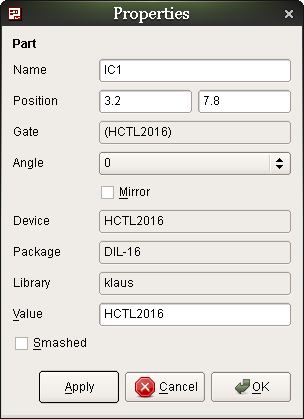 Properties
Part
Name IC1
Position 3.2 7.8
Gate (HCTL2016)
Angle 0
Mirror
Device HCTL2016
Package DIL-16
Library klaus
Value HCTL2016
Smashed
Apply Cancel OK